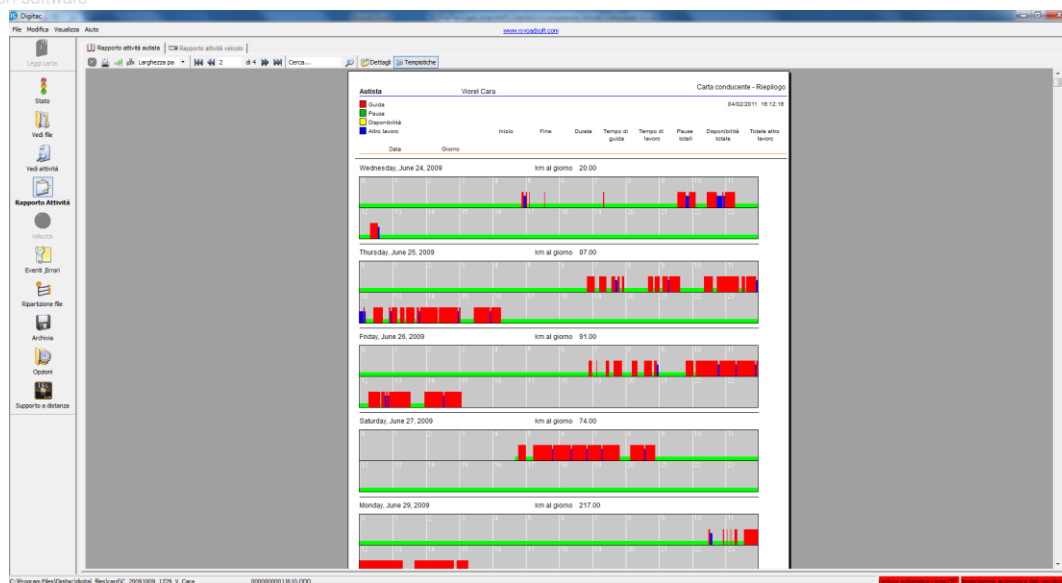 Digitac
File Modifica Visualizza Aiuto
www.rs-roadsoft.com
Leggi carta
Stato
Vedi file
Vedi attività
Rapporto Attività
Velocità
Eventi_Errori
Ripartizione file
Archivia
Opzioni
Supporto a distanza
Rapporto attività autista Rapporto attività veicolo
Larghezza pa 2 di 4 Cerca... Dettagli Tempistiche
Autista Viorel Cara Carta conducente - Riepilogo
04/02/2011 16:12:16
Guida
Pause
Disponibilità
Altro lavoro
Inizio Fine Durata Tempo di guida Tempo di lavoro Pause totali Disponibilità totale Totale altro lavoro
Data Giorno
Wednesday, June 24, 2009 km al giorno 20.00
Thursday, June 25, 2009 km al giorno 97.00
Friday, June 26, 2009 km al giorno 91.00
Saturday, June 27, 2009 km al giorno 74.00
Monday, June 29, 2009 km al giorno 217.00